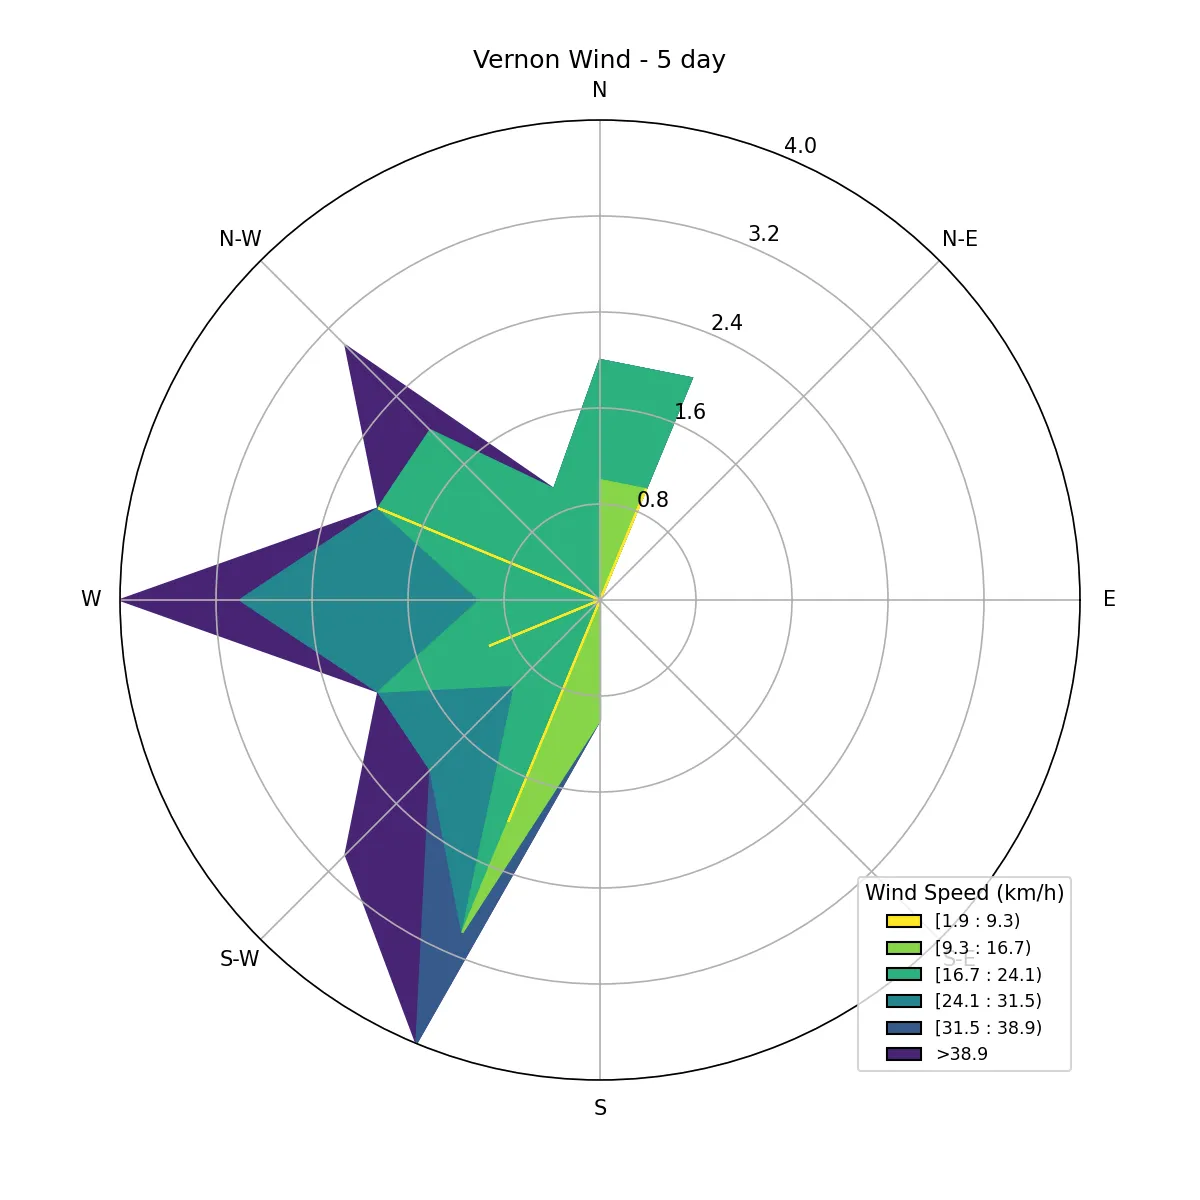 Vernon Wind - 5 day
N
4.0
3.2
N-W
N-E
2.4
1.6
0.8
W
E
Wind Speed (km/h)
[1.9 : 9.3)
[9.3 : 16.7)
S-W
S-E
[16.7 : 24.1)
[24.1 : 31.5)
[31.5 : 38.9)
>38.9
S